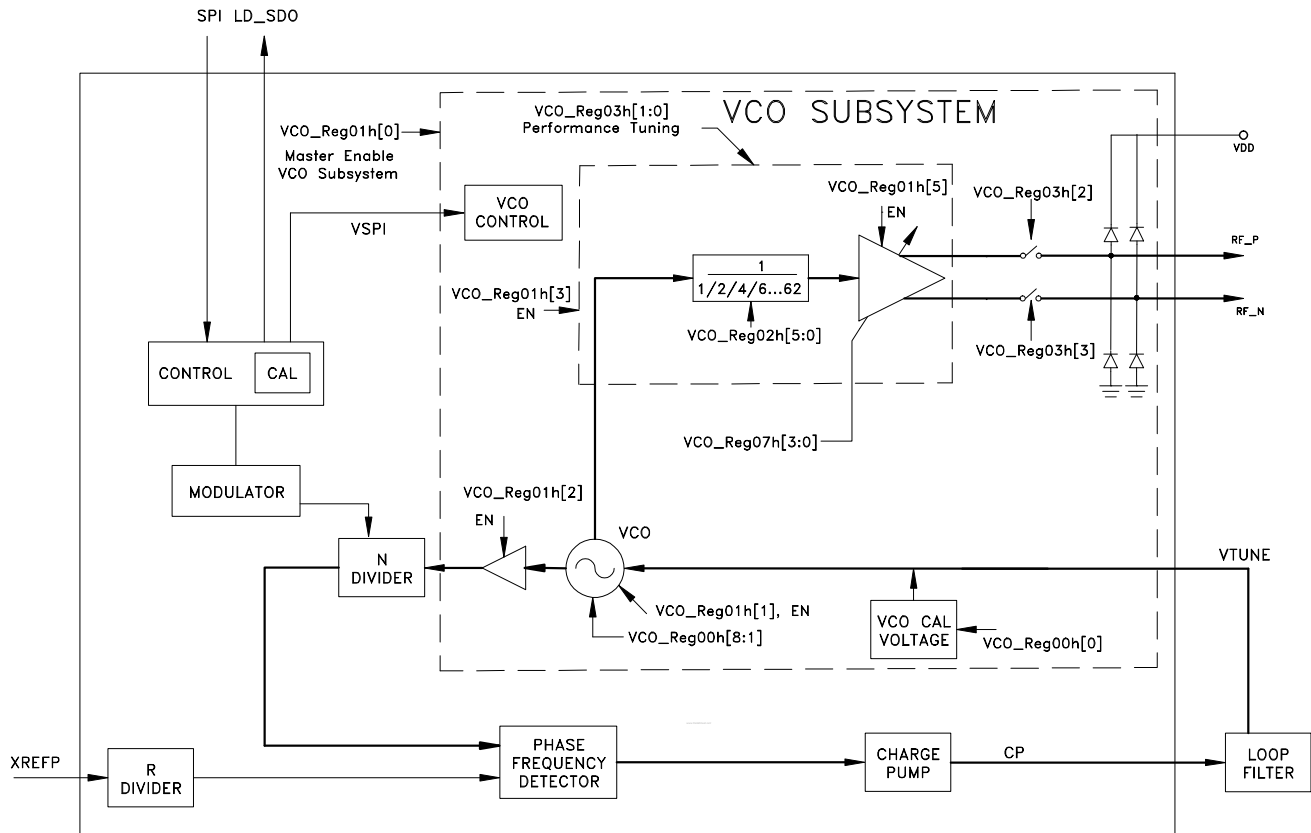 SPI LD_SDO
VCO_Reg03h[1:0]
Performance Tuning
VCO SUBSYSTEM
VCO_Reg01h[0]
Master Enable
VCO Subsystem
VDD
VCO
CONTROL
VSPI
VCO_Reg01h[5]
EN
VCO_Reg03h[2]
RF_P
1
1/2/4/6...62
VCO_Reg01h[3]
EN
RF_N
VCO_Reg02h[5:0]
VCO_Reg03h[3]
CONTROL
CAL
VCO_Reg07h[3:0]
MODULATOR
VCO_Reg01h[2]
EN
VCO
N
DIVIDER
VTUNE
VCO_Reg01h[1], EN
VCO_Reg00h[8:1]
VCO CAL
VOLTAGE
VCO_Reg00h[0]
XREFP
R
DIVIDER
PHASE
FREQUENCY
DETECTOR
CHARGE
PUMP
CP
LOOP
FILTER